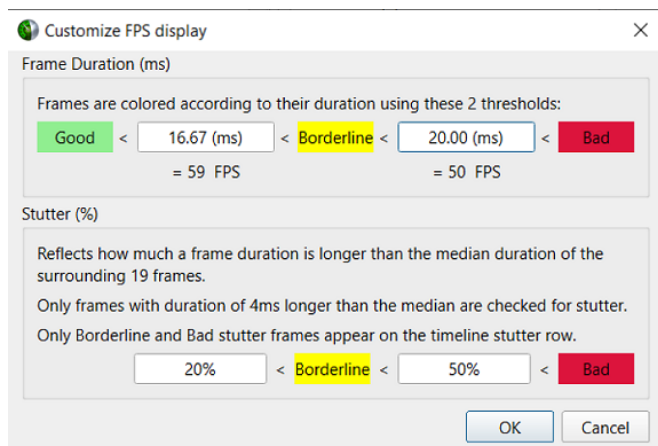 Customize FPS display
Frame Duration (ms)
Frames are colored according to their duration using these 2 thresholds:
Good < 16.67 (ms) < Borderline < 20.00 (ms) < Bad
= 59 FPS = 50 FPS
Stutter (%)
Reflects how much a frame duration is longer than the median duration of the
surrounding 19 frames.
Only frames with duration of 4ms longer than the median are checked for stutter.
Only Borderline and Bad stutter frames appear on the timeline stutter row.
20% < Borderline < 50% < Bad
OK Cancel